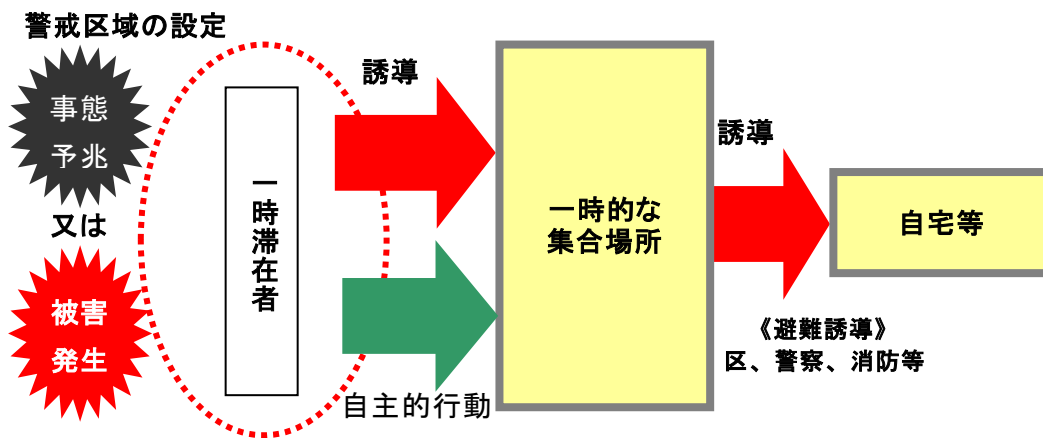 警戒区域の設定
事態
予兆
又は
被害
発生
一時滞在者
誘導
自主的行動
一時的な
集合場所
誘導
《避難誘導》
区、警察、消防等
自宅等